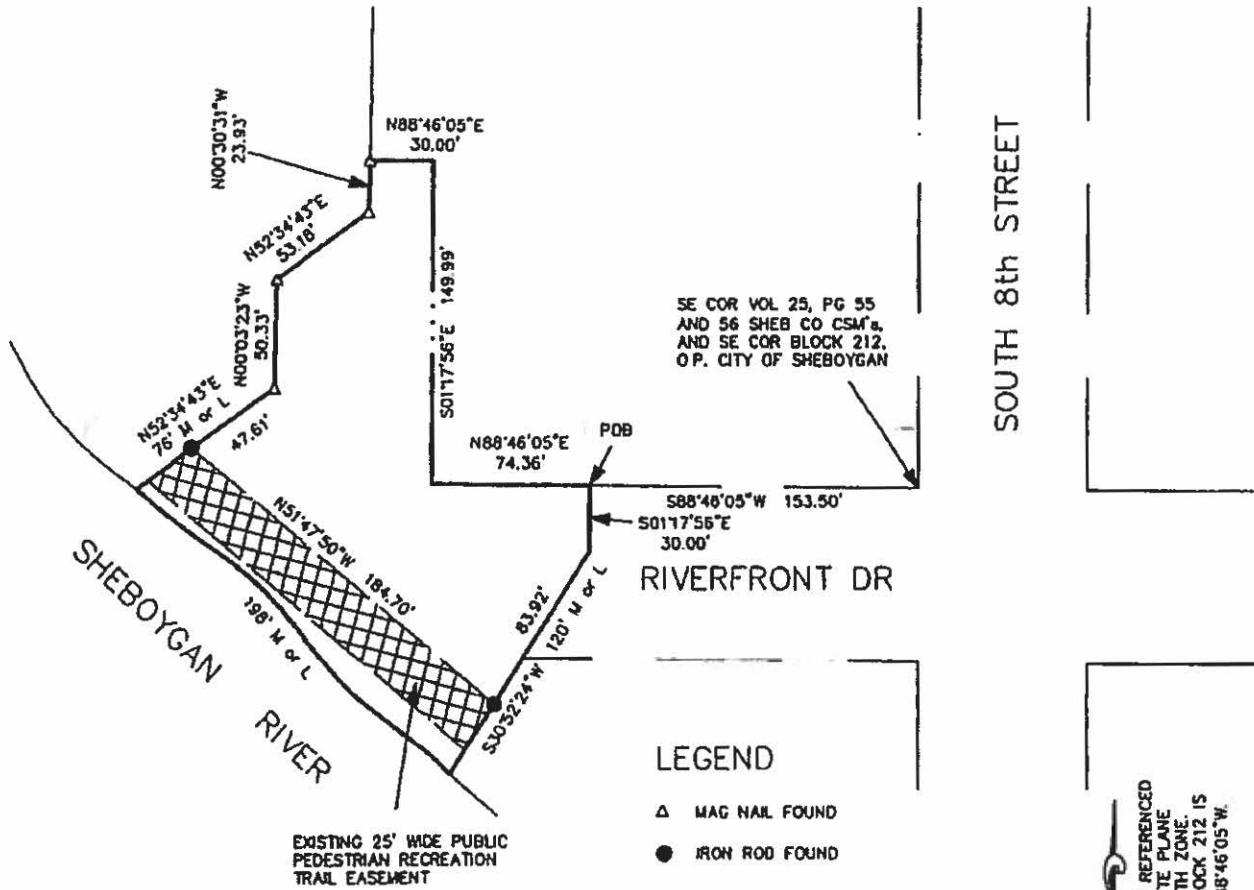 N88°46'05"E
30.00'
N00°30'31"W
23.93'
N52°34'43"E
53.18'
N00°03'23"W
50.33'
S01°17'56"E 149.99'
SOUTH 8th STREET
SE COR VOL 25, PG 55
AND 56 SHEB CO CSM's,
AND SE COR BLOCK 212,
O P. CITY OF SHEBOYGAN
N52°34'43"E
76' M or L
47.61'
N88°46'05"E
74.36'
POB
S88°46'05"W 153.50'
S01°17'56"E
30.00'
RIVERFRONT DR
N51°47'50"W 184.70'
83.92'
S30°52'24"W 120' M or L
198' M or L
SHEBOYGAN
RIVER
LEGEND
MAG NAIL FOUND
IRON ROD FOUND
EXISTING 25' WIDE PUBLIC
PEDESTRIAN RECREATION
TRAIL EASEMENT
REFERENCED
TE PLANE
TH ZONE.
OCK 212 IS
38°46'05"W.